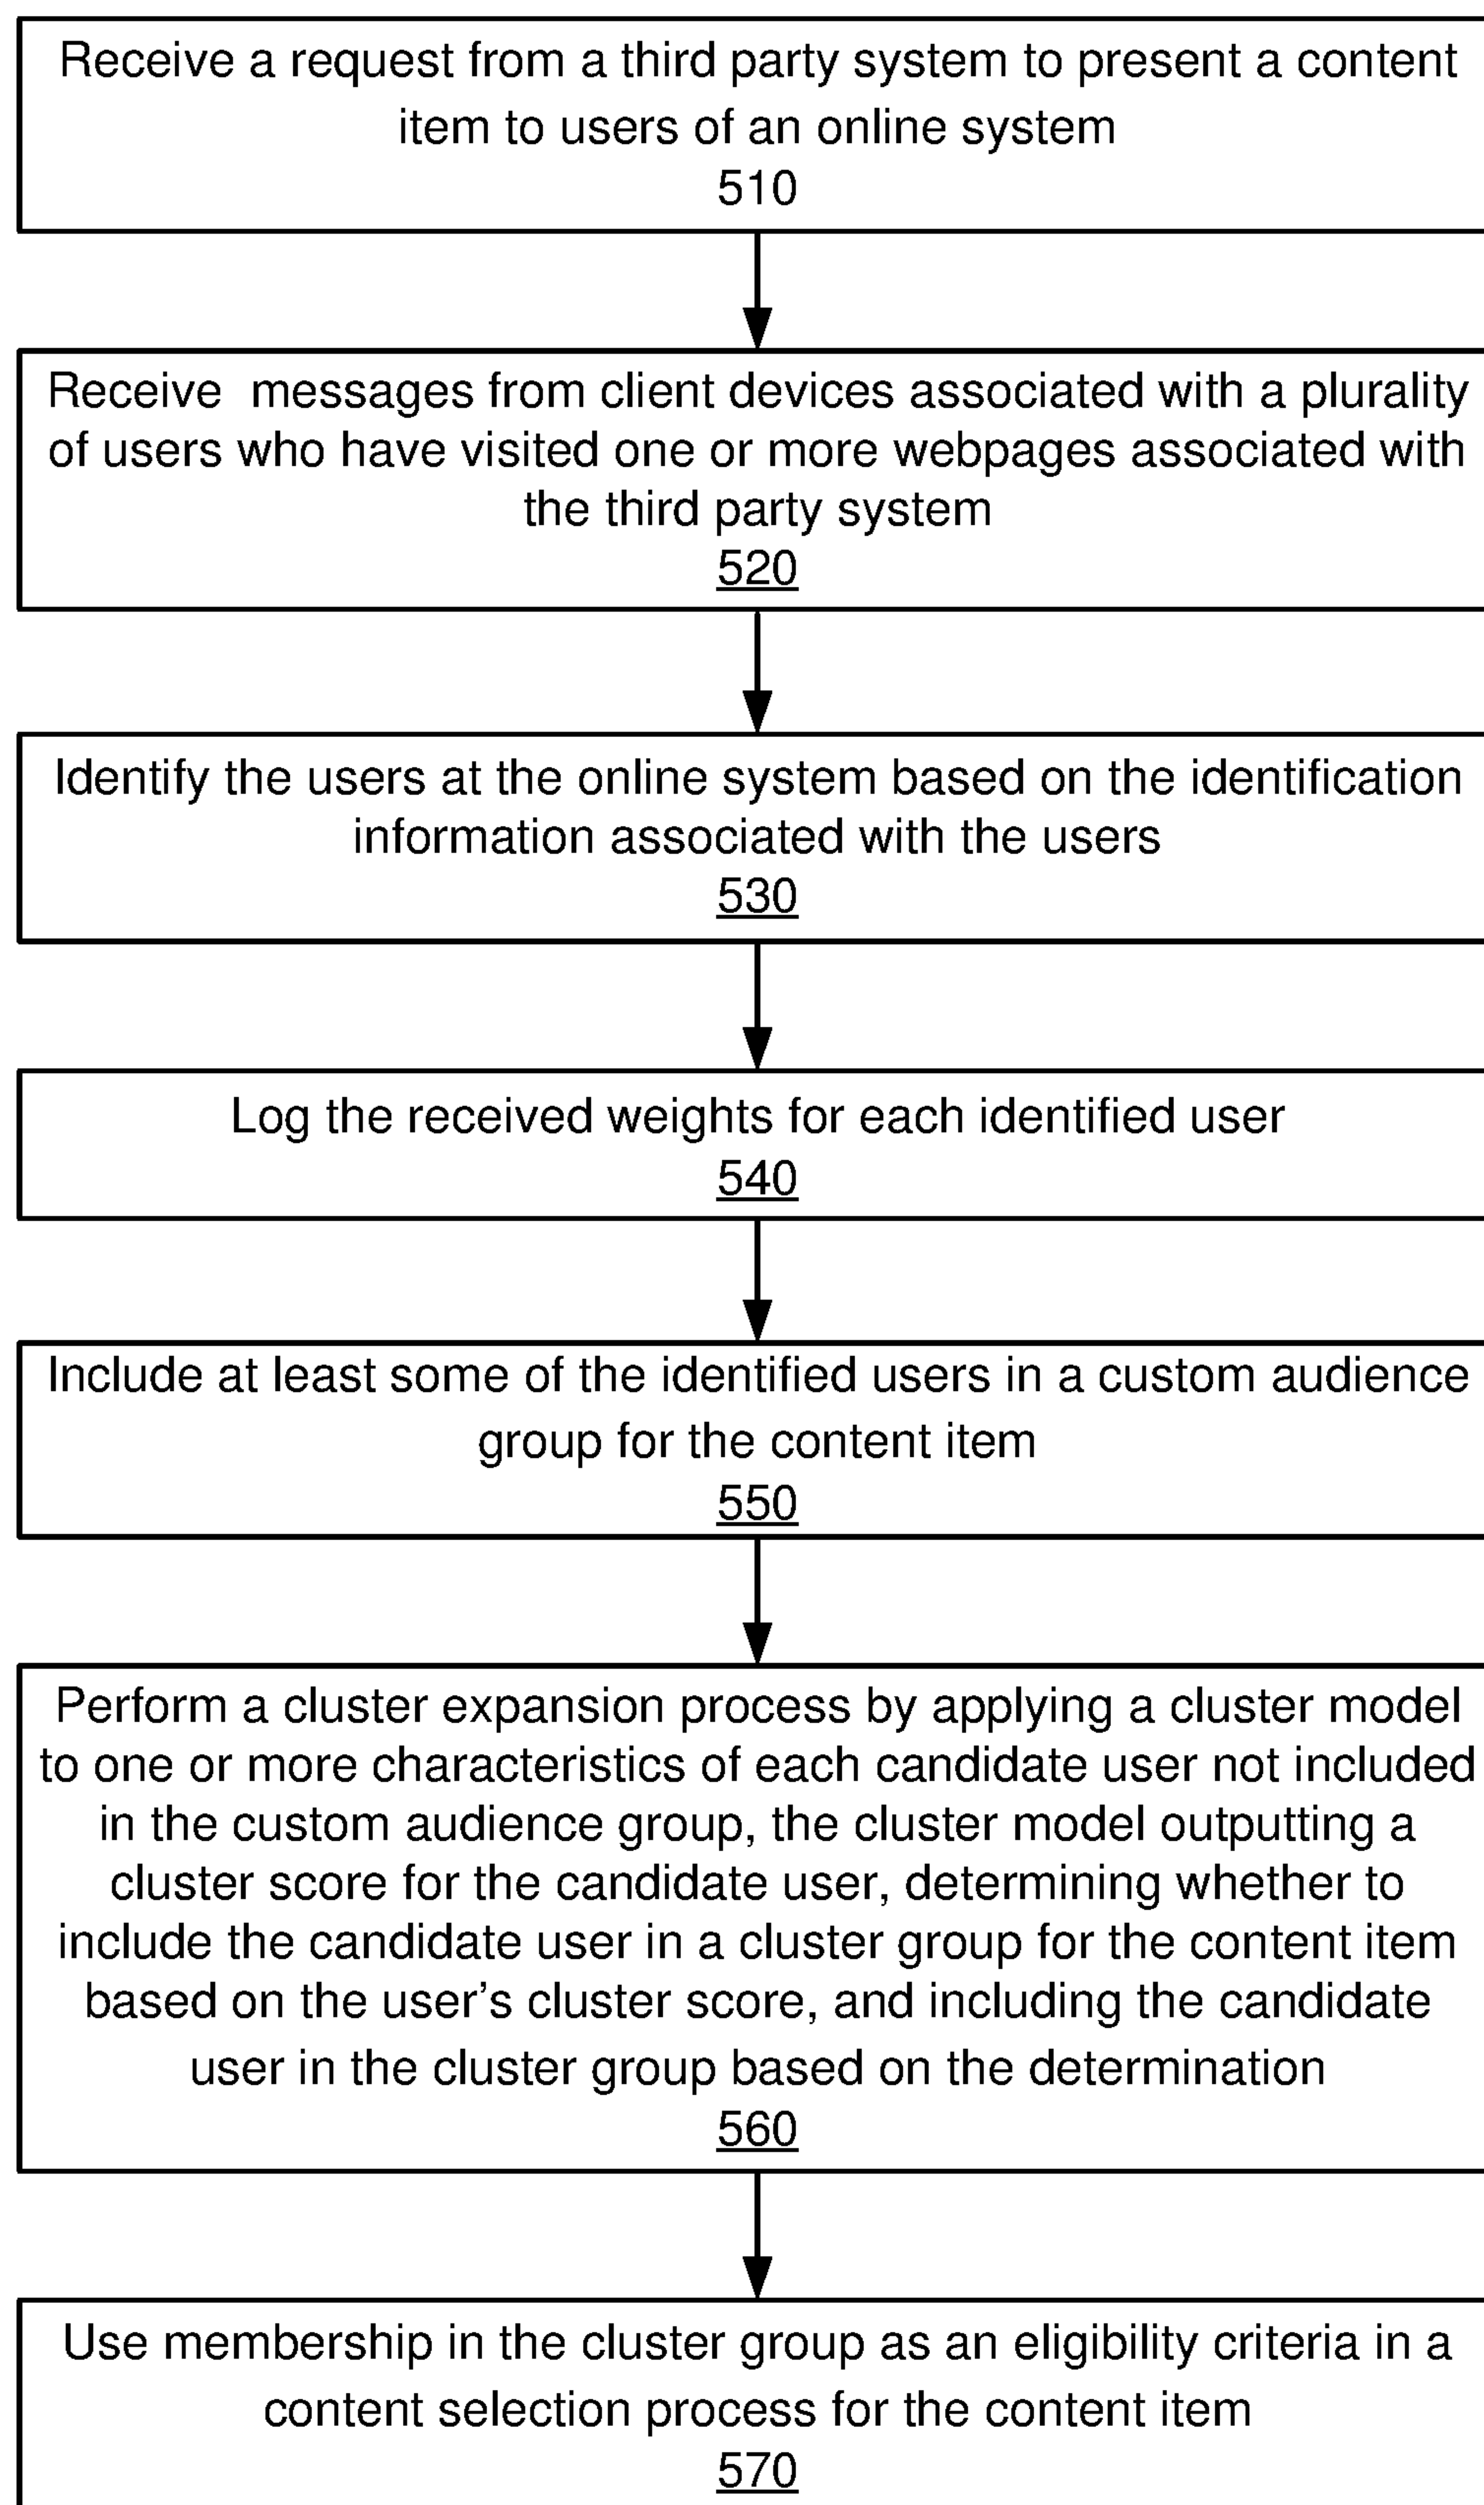 Receive a request from a third party system to present a content
item to users of an online system
510
Receive  messages from client devices associated with a plurality
of users who have visited one or more webpages associated with
the third party system
520
Identify the users at the online system based on the identification
information associated with the users
530
Log the received weights for each identified user
540
Include at least some of the identified users in a custom audience
group for the content item
550
Perform a cluster expansion process by applying a cluster model
to one or more characteristics of each candidate user not included
in the custom audience group, the cluster model outputting a
cluster score for the candidate user, determining whether to
include the candidate user in a cluster group for the content item
based on the user’s cluster score, and including the candidate
user in the cluster group based on the determination
560
Use membership in the cluster group as an eligibility criteria in a
content selection process for the content item
570